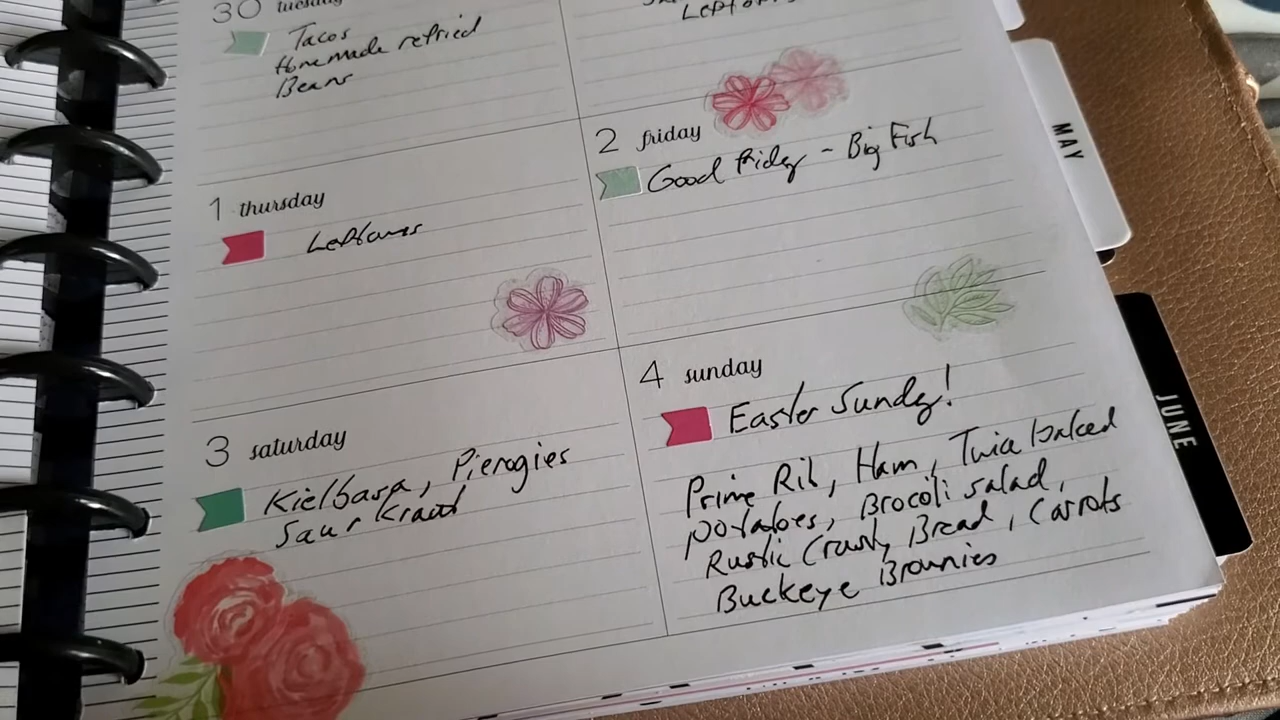 30 tuesday
Tacos
Homemade refried
Beans
Leftovers
1 thursday
Leftovers
2 friday
Good Friday - Big Fish
3 saturday
Kielbasa, Pierogies
Saur Kraut
4 sunday
Easter Sunday!
Prime Rib, Ham, Twice baked
potatoes, Brocoli salad,
Rustic Crusty Bread, Carrots
Buckeye Brownies
MAY
JUNE